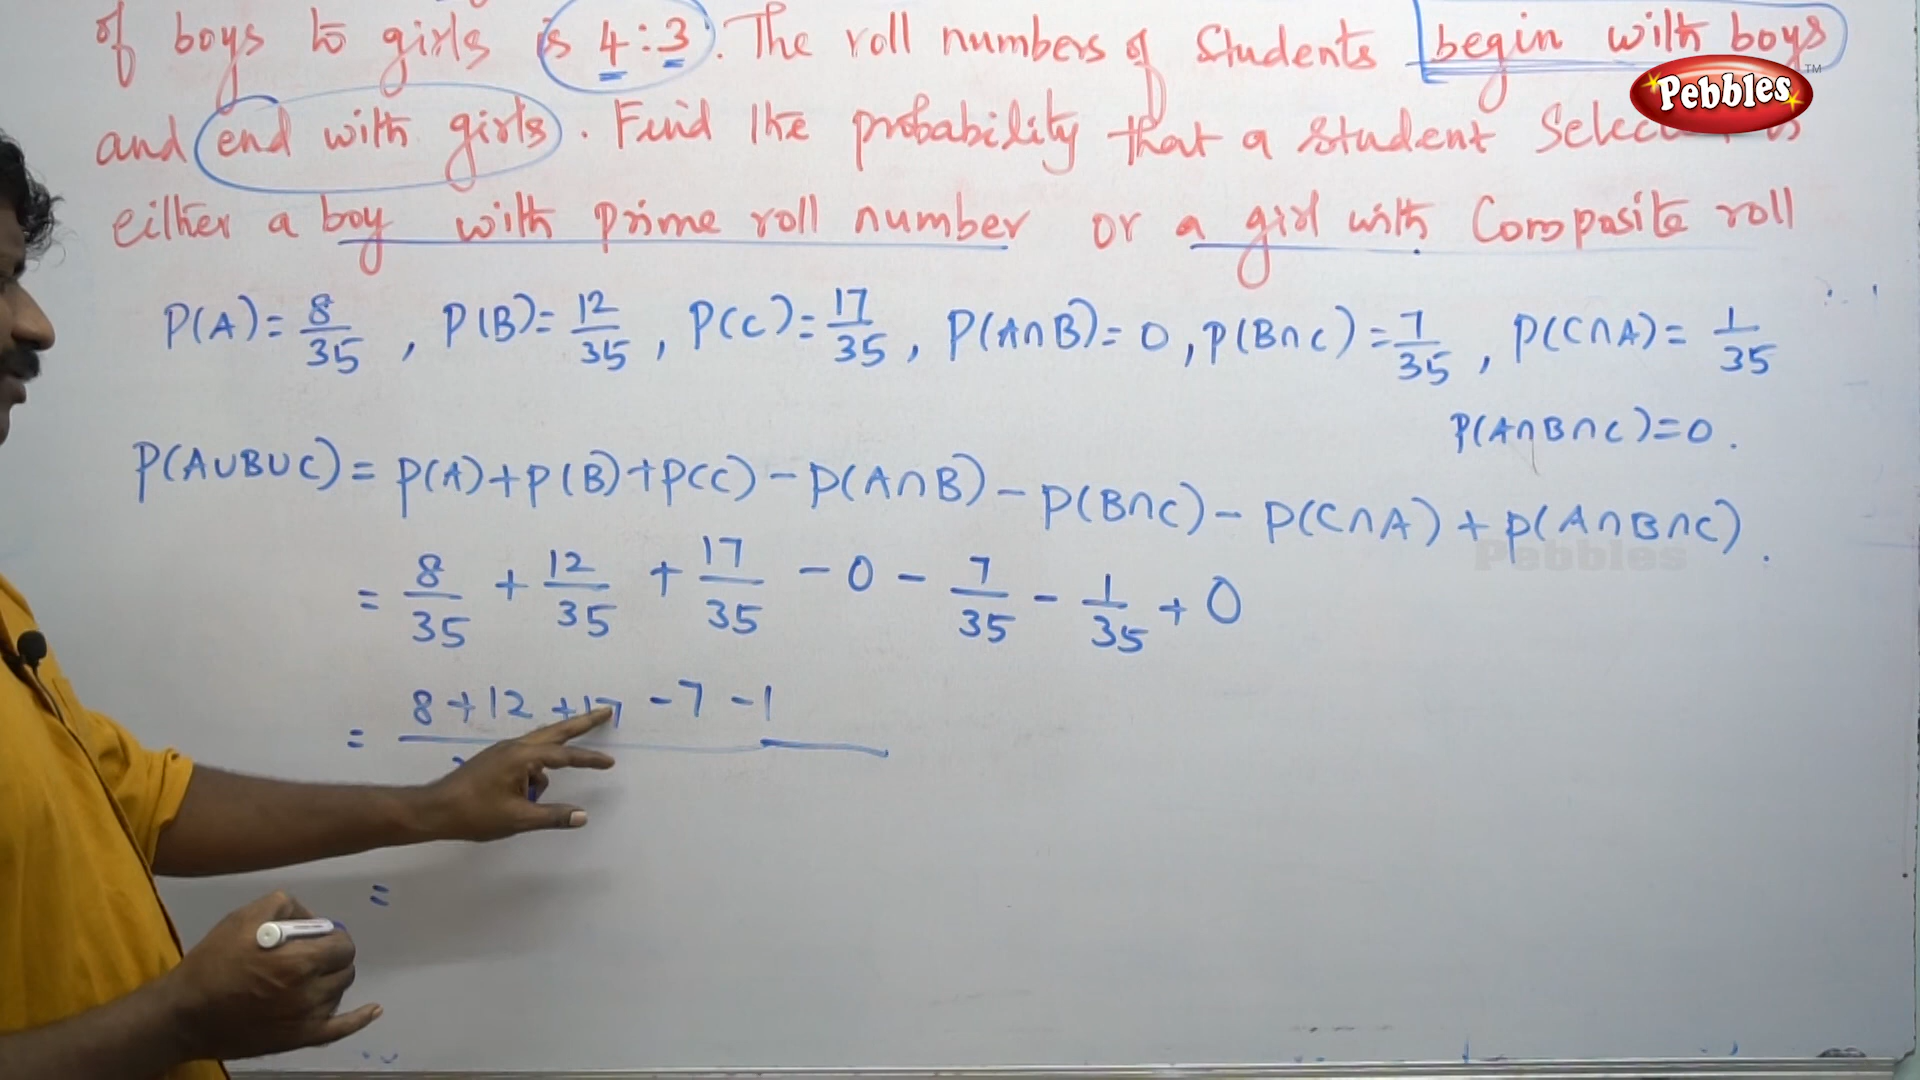 of boys to girls is 4:3. The roll numbers of students begin with boys
Pebbles™
and end with girls. Find the probability that a student
either a boy with prime roll number or a girl with Composite roll
P(A)=8/35, P(B)=12/35, P(C)=17/35, P(A∩B)=0, P(B∩C)=7/35, P(C∩A)=1/35
P(A∩B∩C)=0.
P(A∪B∪C)=P(A)+P(B)+P(C)-P(A∩B)-P(B∩C)-P(C∩A)+P(A∩B∩C).
Pebbles
=8/35+12/35+17/35-0-7/35-1/35+0
=8+12+17-7-1
=